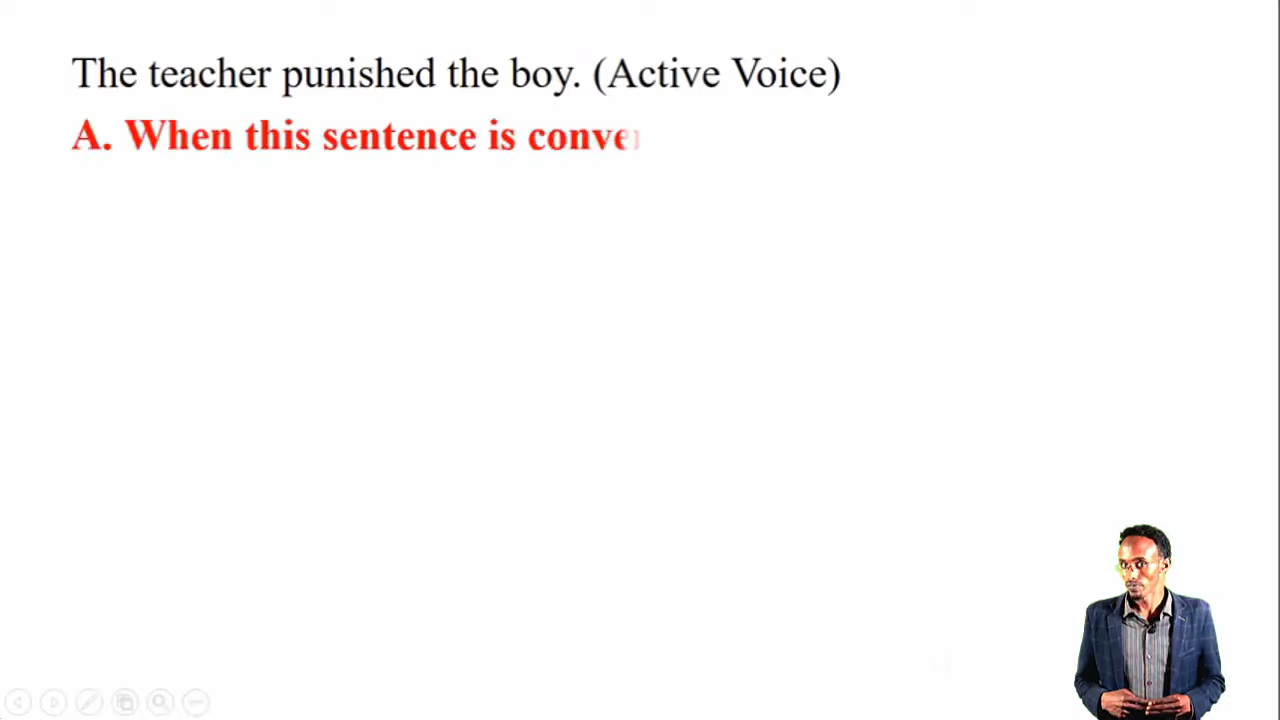 The teacher punished the boy. (Active Voice)
A. When this sentence is